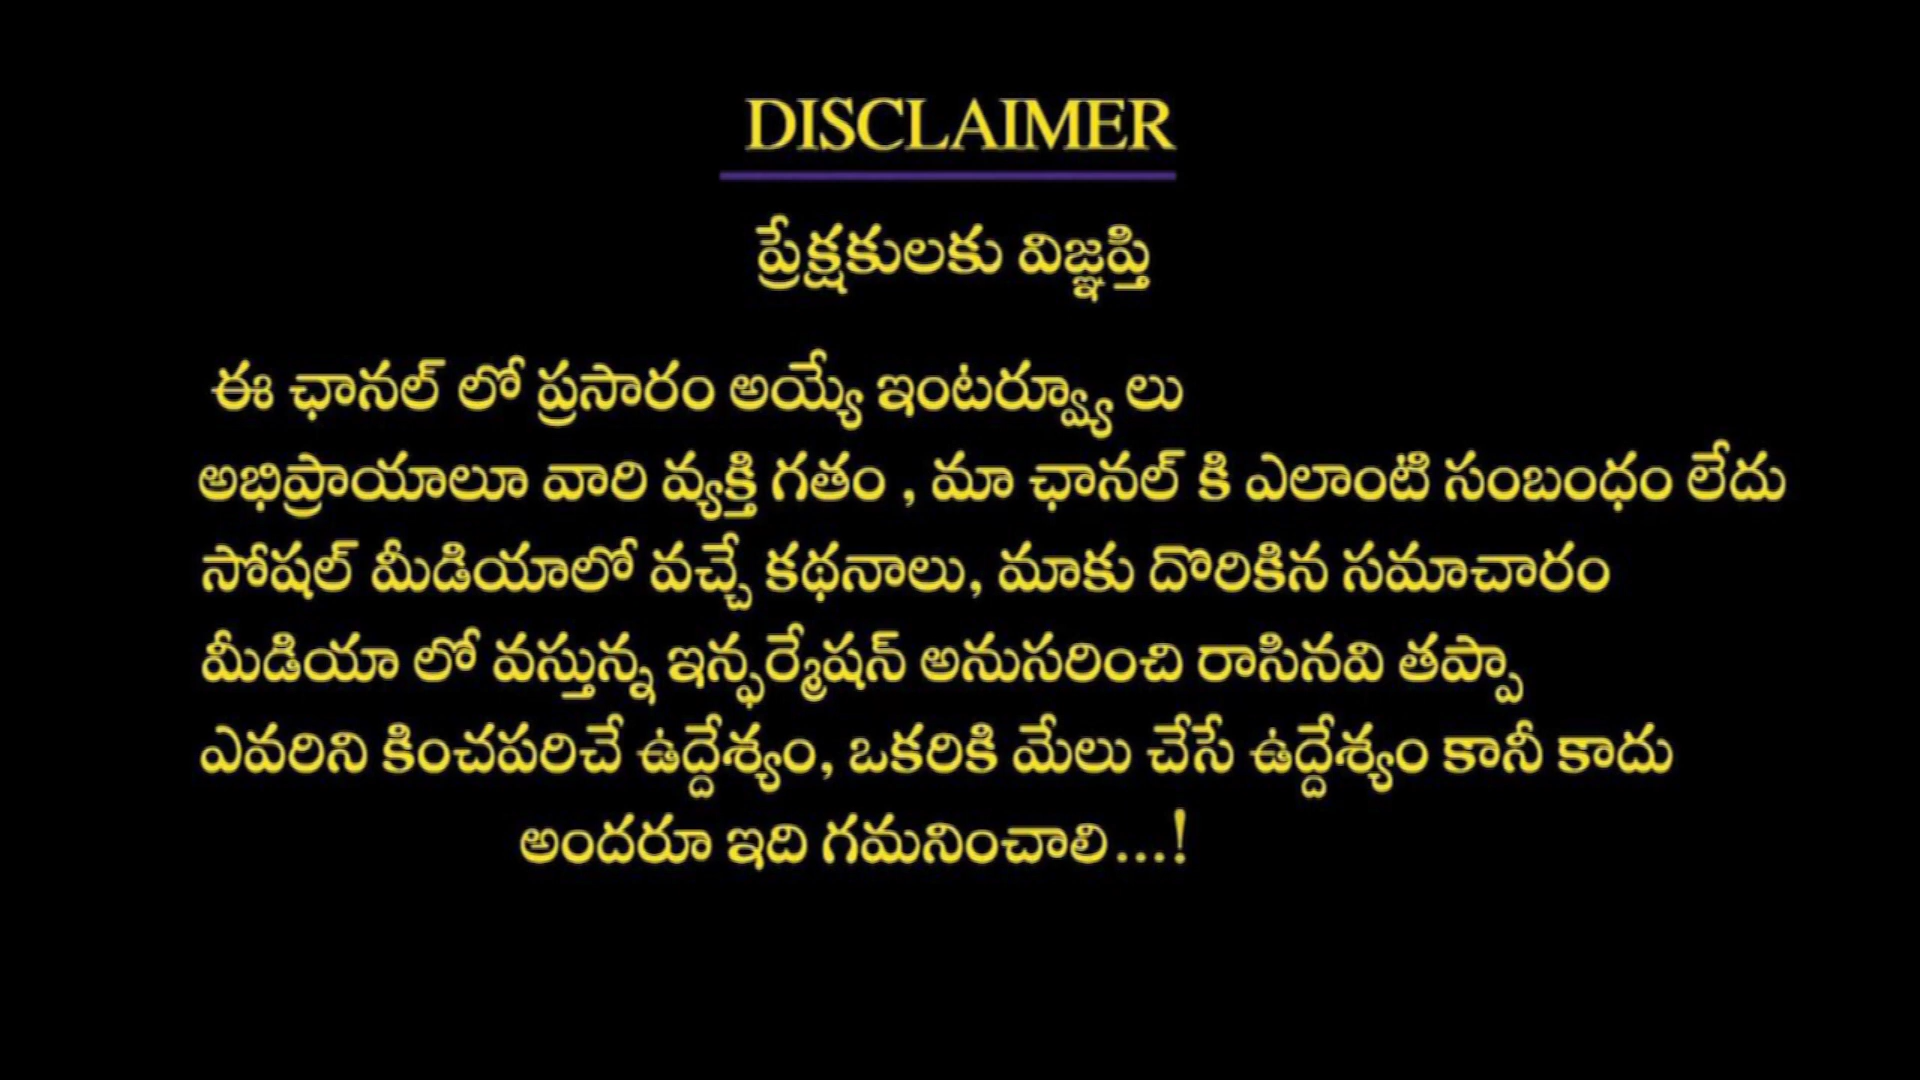 DISCLAIMER
ప్రేక్షకులకు విజ్ఞప్తి
ఈ ఛానల్ లో ప్రసారం అయ్యే ఇంటర్వ్యూ లు
అభిప్రాయాలూ వారి వ్యక్తి గతం , మా ఛానల్ కి ఎలాంటి సంబంధం లేదు
సోషల్ మీడియాలో వచ్చే కథనాలు, మాకు దొరికిన సమాచారం
మీడియా లో వస్తున్న ఇన్ఫర్మేషన్ అనుసరించి రాసినవి తప్పా
ఎవరిని కించపరిచే ఉద్దేశ్యం, ఒకరికి మేలు చేసే ఉద్దేశ్యం కానీ కాదు
అందరూ ఇది గమనించాలి...!